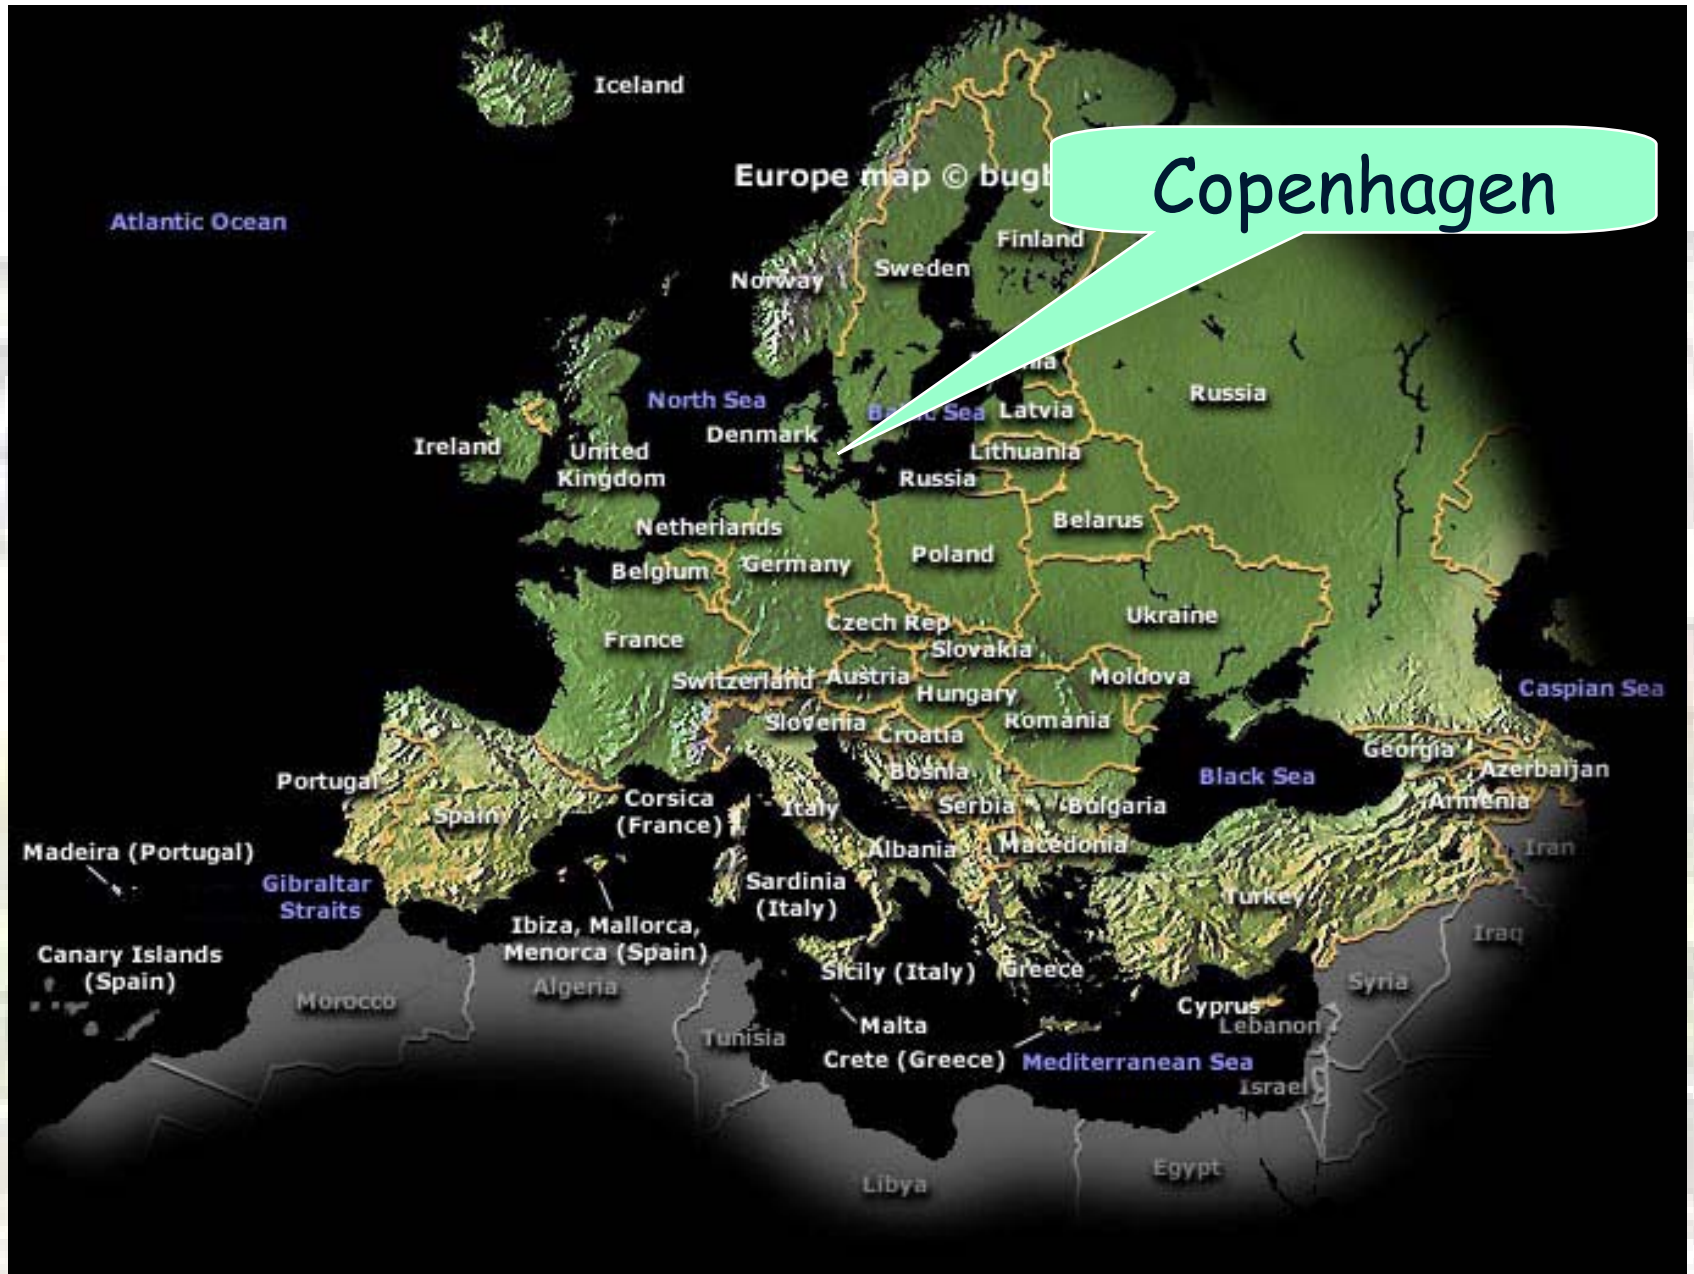 Iceland
Copenhagen
Europe map ©
Atlantic Ocean
Finland
Sweden
Norway
Russia
North Sea
Sea
Latvia
Denmark
Ireland
United
Kingdom
Lithuania
Russia
Netherlands
Belarus
Poland
Germany
Belgium
Ukraine
Czech Rep
France
Slovakia
Switzerland
Austria
Moldova
Hungary
Caspian Sea
Slovenia
Romania
Croatia
Georgia
Bosnia
Black Sea
Azerbaijan
Portugal
Corsica
(France)
Italy
Serbia
Bulgaria
Armenia
Spain
Albania
Macedonia
Iran
Madeira (Portugal)
Gibraltar
Straits
Sardinia
(Italy)
Turkey
Ibiza, Mallorca,
Menorca (Spain)
Iraq
Canary Islands
(Spain)
Sicily (Italy)
Greece
Syria
Algeria
Morocco
Cyprus
Lebanon
Malta
Tunisia
Crete (Greece)
Mediterranean Sea
Israel
Egypt
Libya